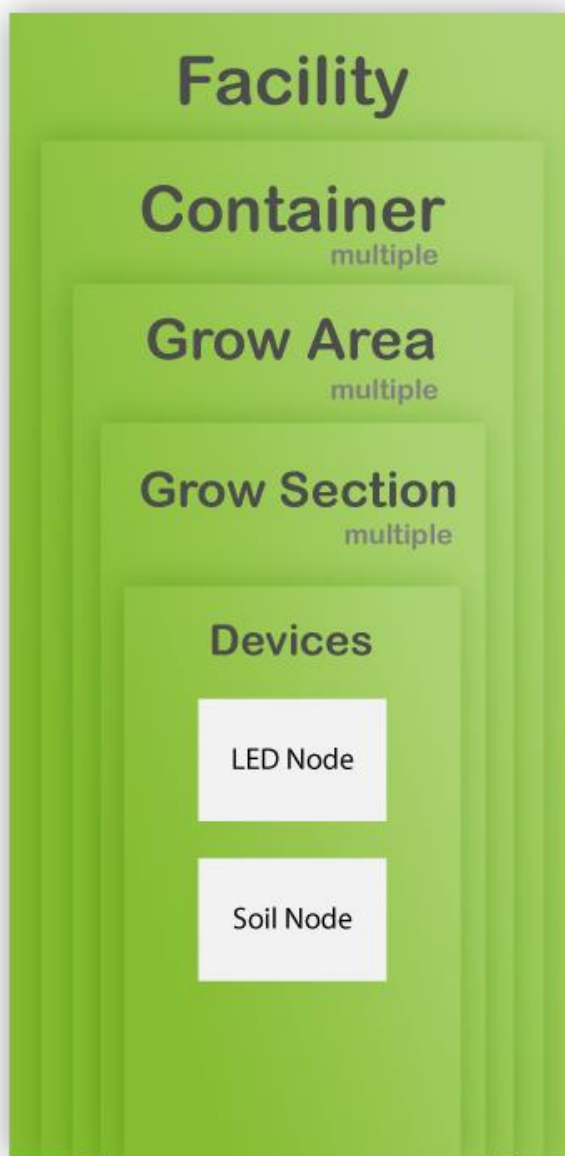 Facility
Container
multiple
Grow Area
multiple
Grow Section
multiple
Devices
LED Node
Soil Node